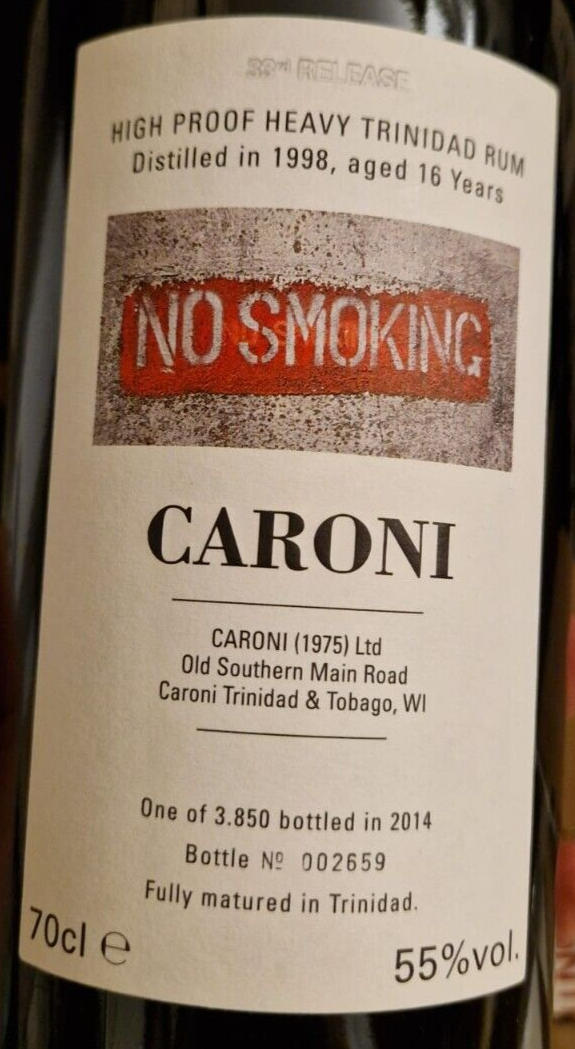 33rd RELEASE
HIGH PROOF HEAVY TRINIDAD RUM
Distilled in 1998, aged 16 Years
NO SMOKING
CARONI
CARONI (1975) Ltd
Old Southern Main Road
Caroni Trinidad & Tobago, WI
One of 3.850 bottled in 2014
Bottle Nº 002659
Fully matured in Trinidad.
70cl ℮
55%vol.